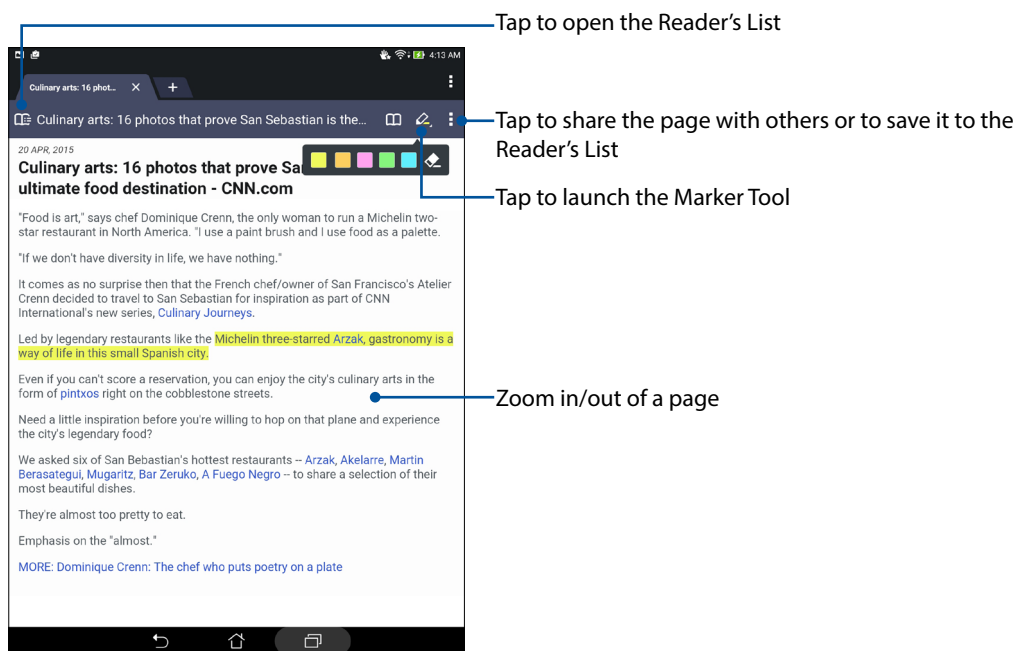 Tap to open the Reader's List
4:13 AM
Culinary arts: 16 phot...
Culinary arts: 16 photos that prove San Sebastian is the...
Tap to share the page with others or to save it to the
Reader's List
20 APR, 2015
Culinary arts: 16 photos that prove Sa
ultimate food destination - CNN.com
Tap to launch the Marker Tool
"Food is art," says chef Dominique Crenn, the only woman to run a Michelin two-
star restaurant in North America. "I use a paint brush and I use food as a palette.
"If we don't have diversity in life, we have nothing."
It comes as no surprise then that the French chef/owner of San Francisco's Atelier
Crenn decided to travel to San Sebastian for inspiration as part of CNN
International's new series, Culinary Journeys.
Led by legendary restaurants like the Michelin three-starred Arzak, gastronomy is a
way of life in this small Spanish city.
Even if you can't score a reservation, you can enjoy the city's culinary arts in the
form of pintxos right on the cobblestone streets.
Zoom in/out of a page
Need a little inspiration before you're willing to hop on that plane and experience
the city's legendary food?
We asked six of San Bebastian's hottest restaurants -- Arzak, Akelarre, Martin
Berasategui, Mugaritz, Bar Zeruko, A Fuego Negro -- to share a selection of their
most beautiful dishes.
They're almost too pretty to eat.
Emphasis on the "almost."
MORE: Dominique Crenn: The chef who puts poetry on a plate